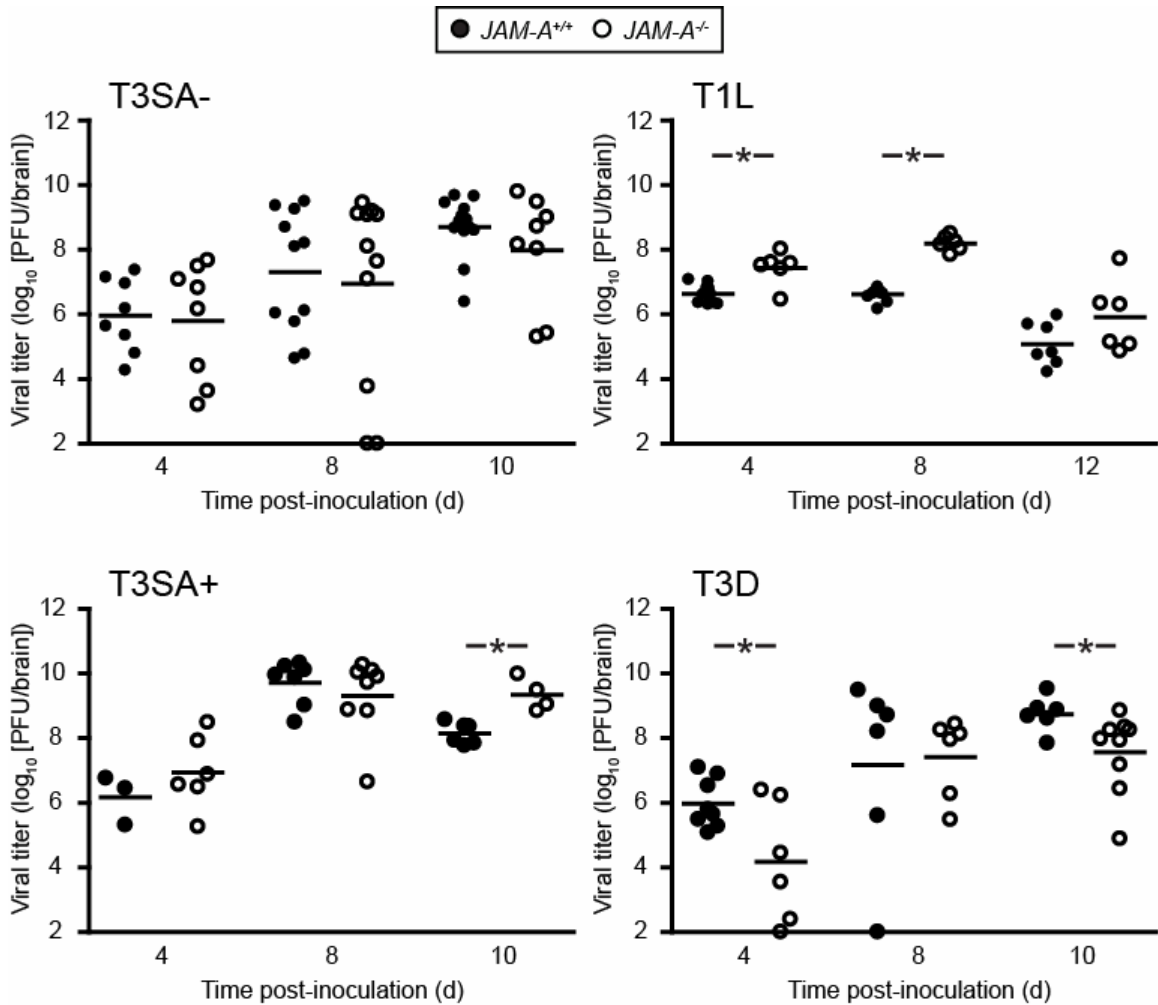 JAM-A+/+ JAM-A-/-
T3SA-
Viral titer (log10 [PFU/brain])
12
10
8
6
4
2
4 8 10
Time post-inoculation (d)
T1L
Viral titer (log10 [PFU/brain])
12
10
8
6
4
2
* *
4 8 12
Time post-inoculation (d)
T3SA+
Viral titer (log10 [PFU/brain])
12
10
8
6
4
2
*
4 8 10
Time post-inoculation (d)
T3D
Viral titer (log10 [PFU/brain])
12
10
8
6
4
2
* *
4 8 10
Time post-inoculation (d)